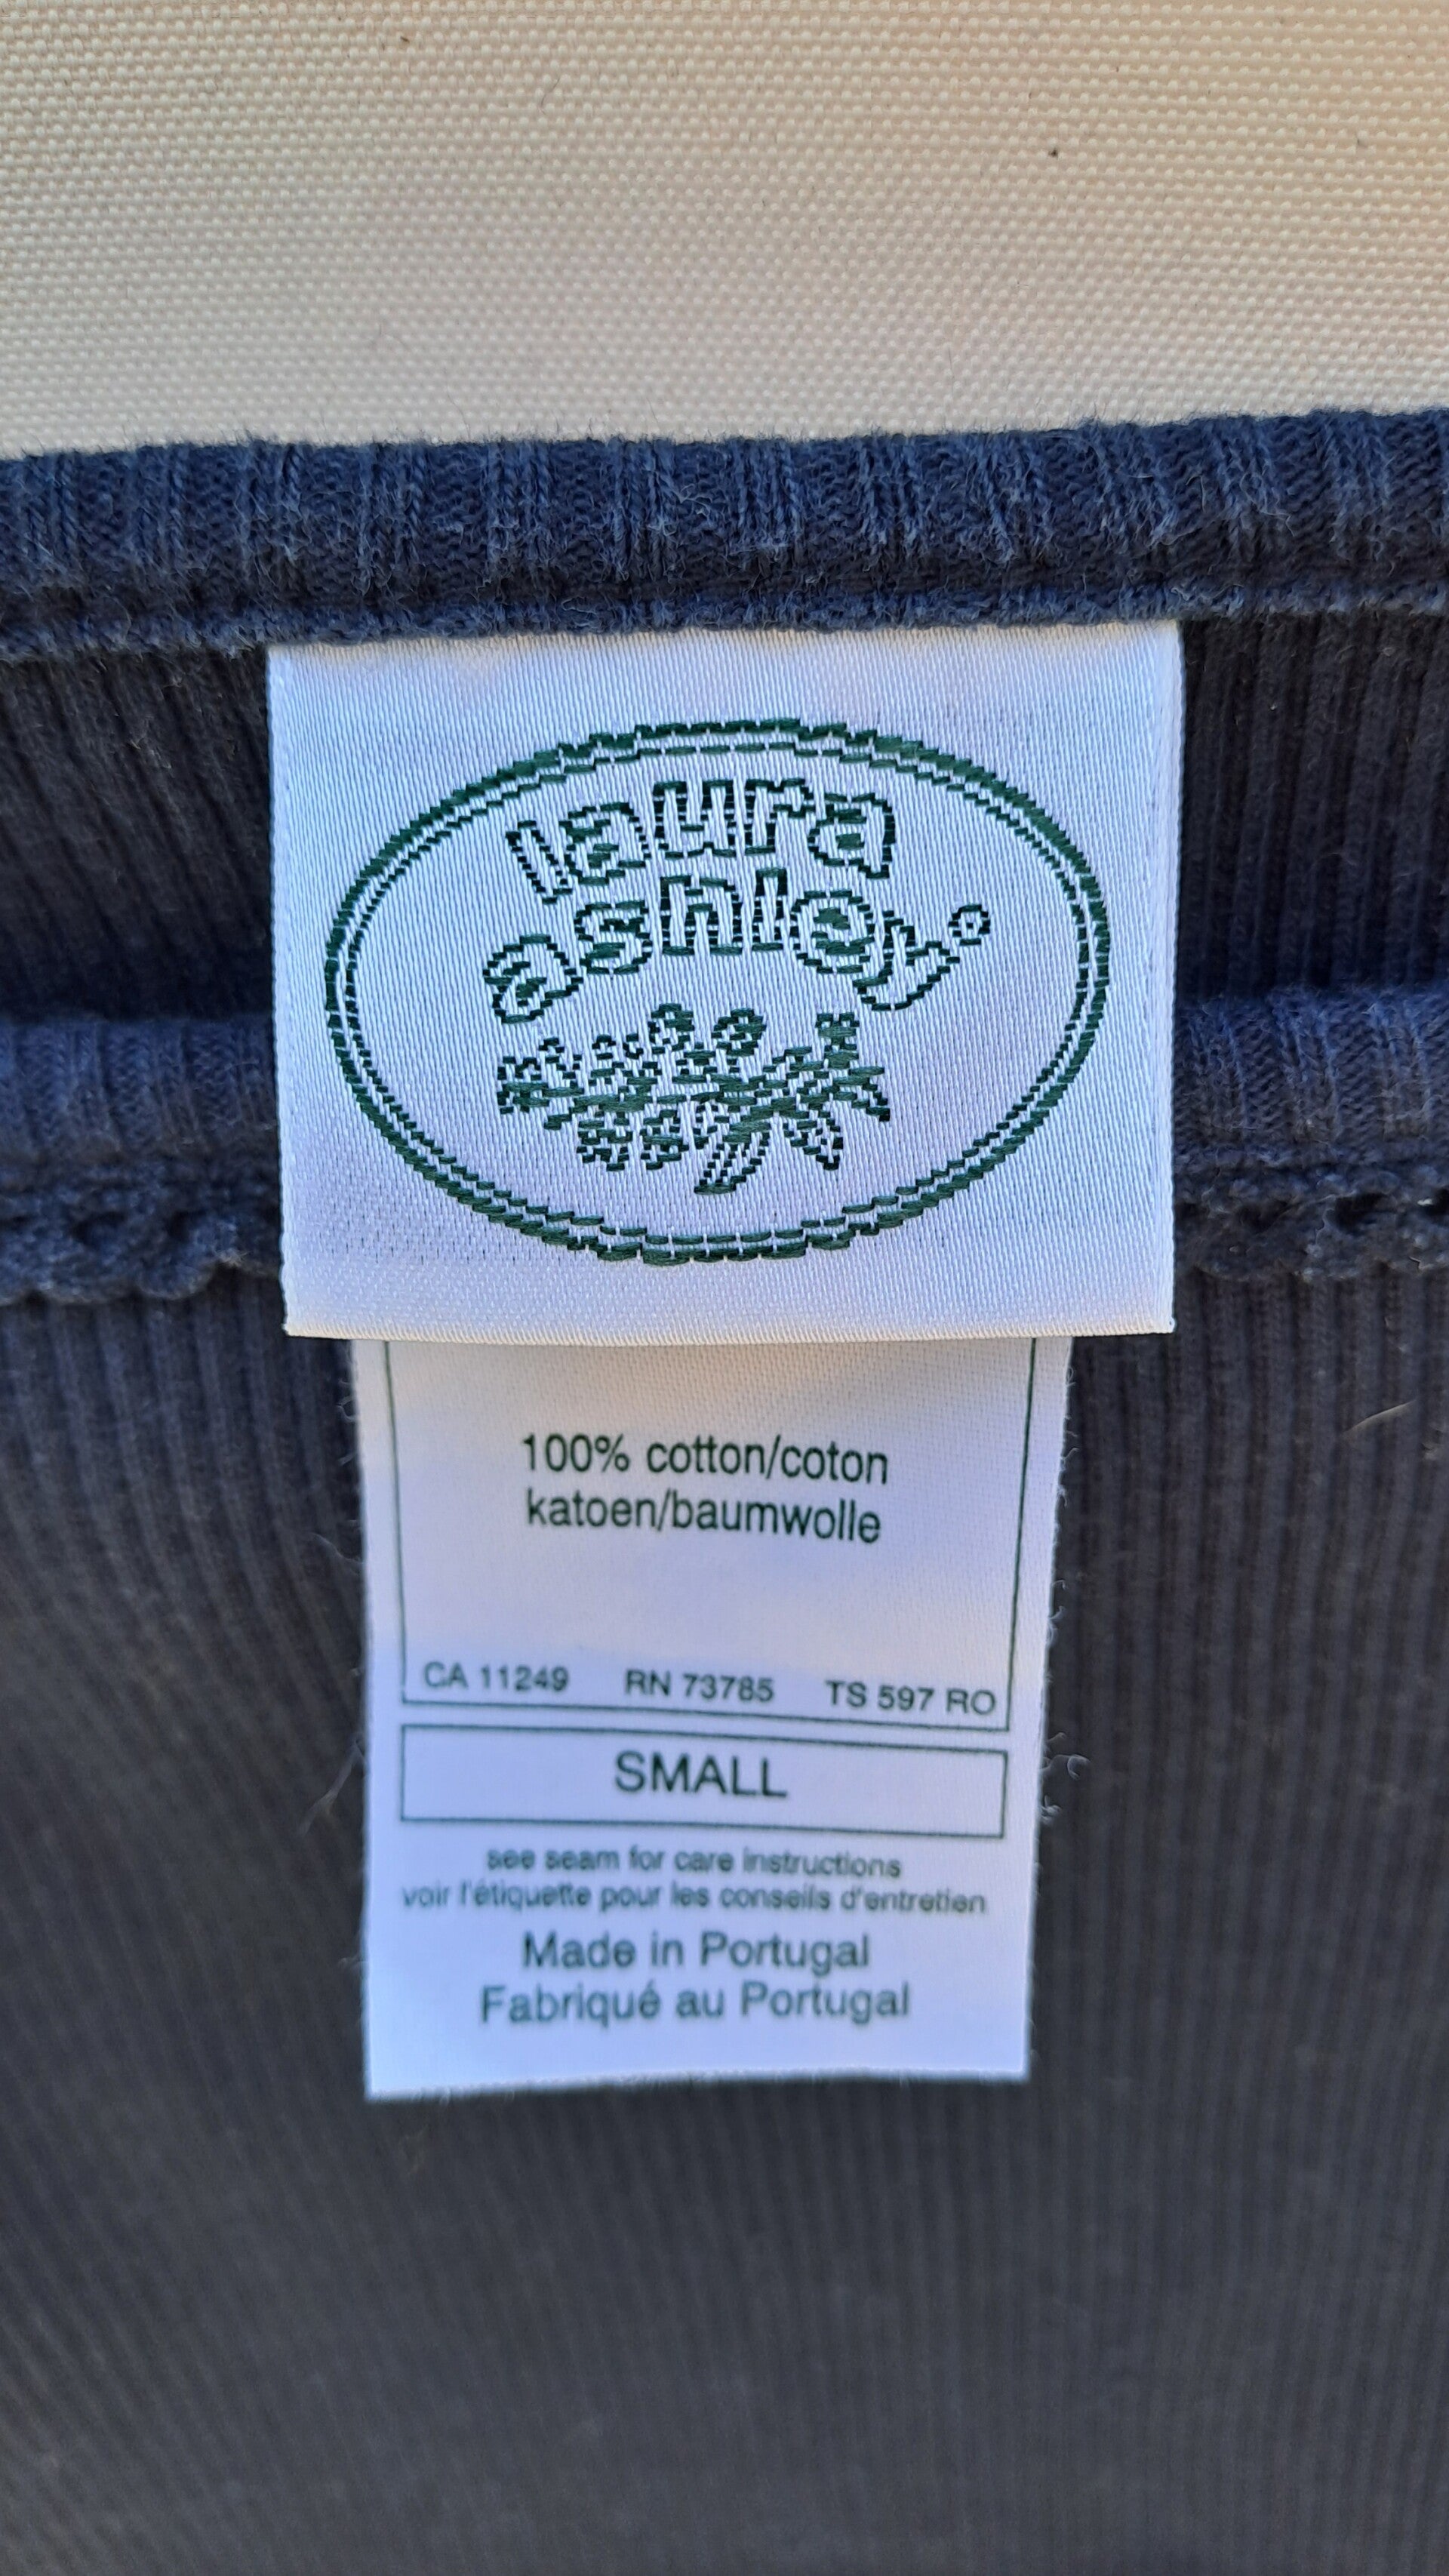 laura
ashley
100% cotton/coton
katoen/baumwolle
CA 11249 RN 73785 TS 597 RO
SMALL
see seam for care instructions
voir l'étiquette pour les conseils d'entretien
Made in Portugal
Fabriqué au Portugal